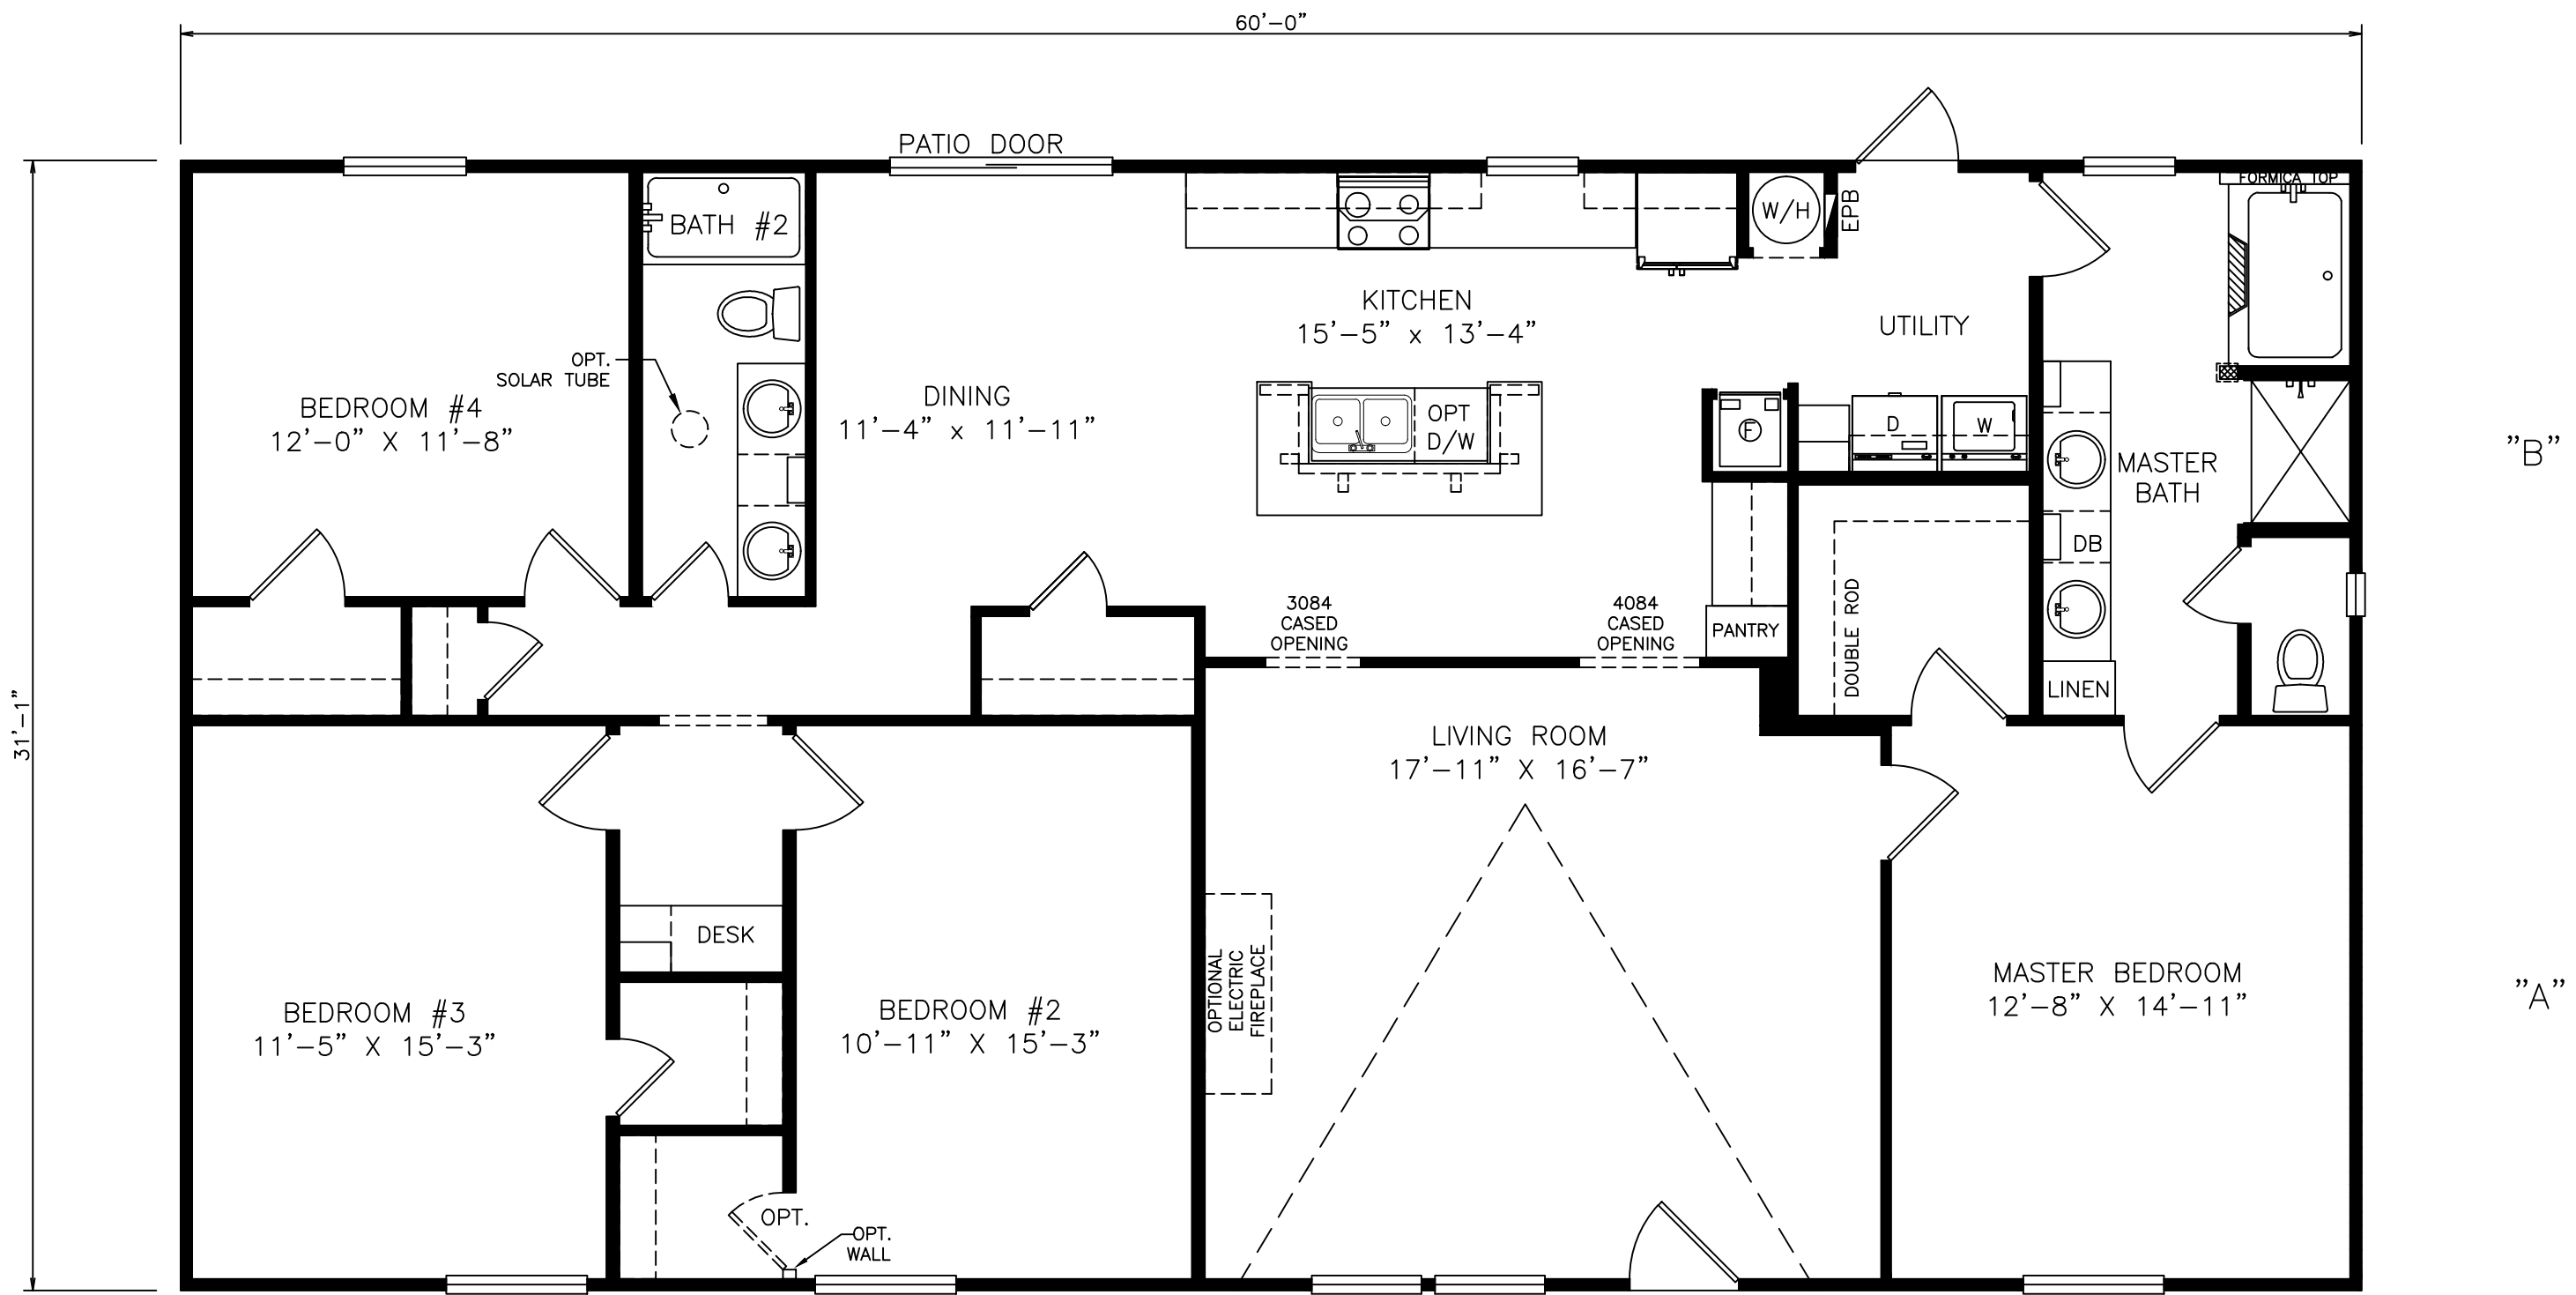 60'-0"
PATIO DOOR
FORMICA TOP
BATH #2
W/H
EPB
KITCHEN
15'-5" x 13'-4"
UTILITY
OPT.
SOLAR TUBE
BEDROOM #4
12'-0" X 11'-8"
DINING
11'-4" x 11'-11"
OPT
D/W
F
D
W
MASTER
BATH
"B"
DB
DOUBLE ROD
3084
CASED
OPENING
4084
CASED
OPENING
PANTRY
LINEN
31'-1"
LIVING ROOM
17'-11" X 16'-7"
DESK
OPTIONAL
ELECTRIC
FIREPLACE
MASTER BEDROOM
12'-8" X 14'-11"
"A"
BEDROOM #3
11'-5" X 15'-3"
BEDROOM #2
10'-11" X 15'-3"
OPT.
OPT.
WALL